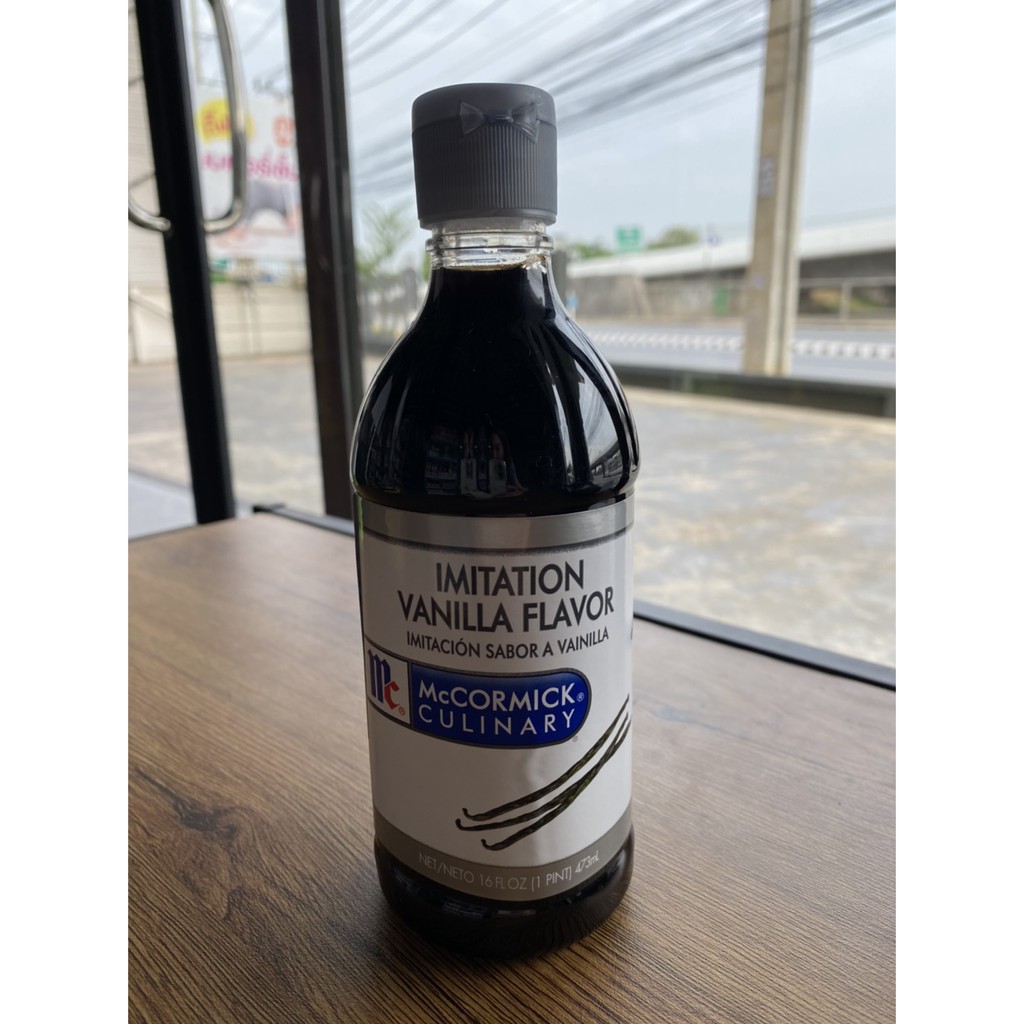 IMITATION
VANILLA FLAVOR
IMITACIÓN SABOR A VAINILLA
Mc®
McCORMICK®
CULINARY®
NET/NETO 16 FL OZ (1 PINT) 473mL